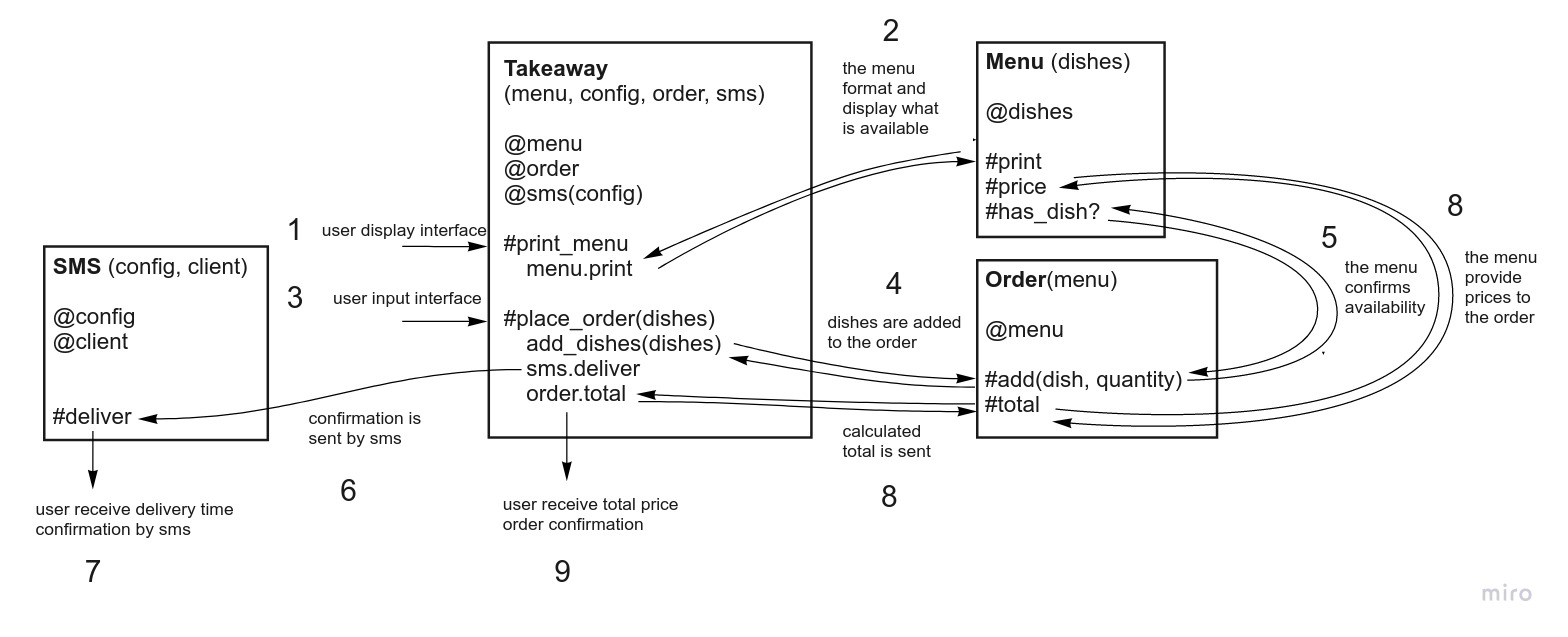 2
the menu
format and
display what
is available
Takeaway
(menu, config, order, sms)
@menu
@order
@sms(config)
#print_menu
menu.print
#place_order(dishes)
add_dishes(dishes)
sms.deliver
order.total
Menu (dishes)
@dishes
#print
#price
#has_dish?
1
user display interface
3
user input interface
SMS (config, client)
@config
@client
#deliver
4
dishes are added
to the order
Order(menu)
@menu
#add(dish, quantity)
#total
5
the menu
confirms
availability
8
the menu
provide
prices to
the order
confirmation is
sent by sms
6
calculated
total is sent
8
user receive delivery time
confirmation by sms
7
user receive total price
order confirmation
9
miro